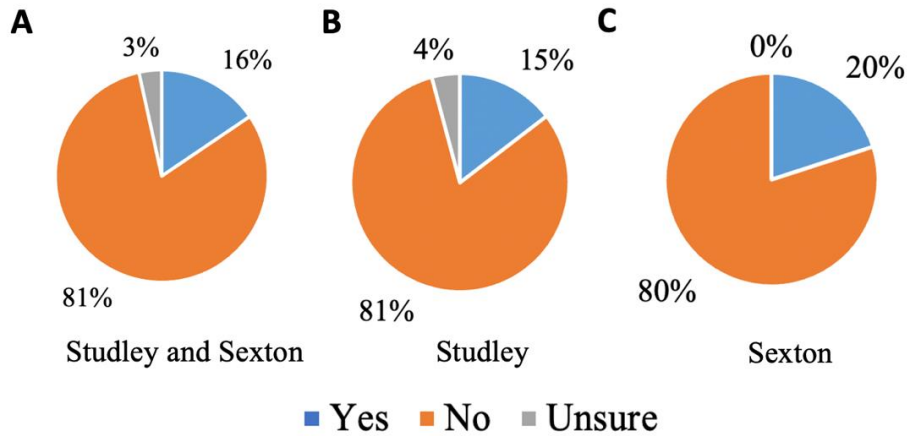 A
3%
16%
81%
Studley and Sexton
B
4%
15%
81%
Studley
C
0%
20%
80%
Sexton
Yes No Unsure